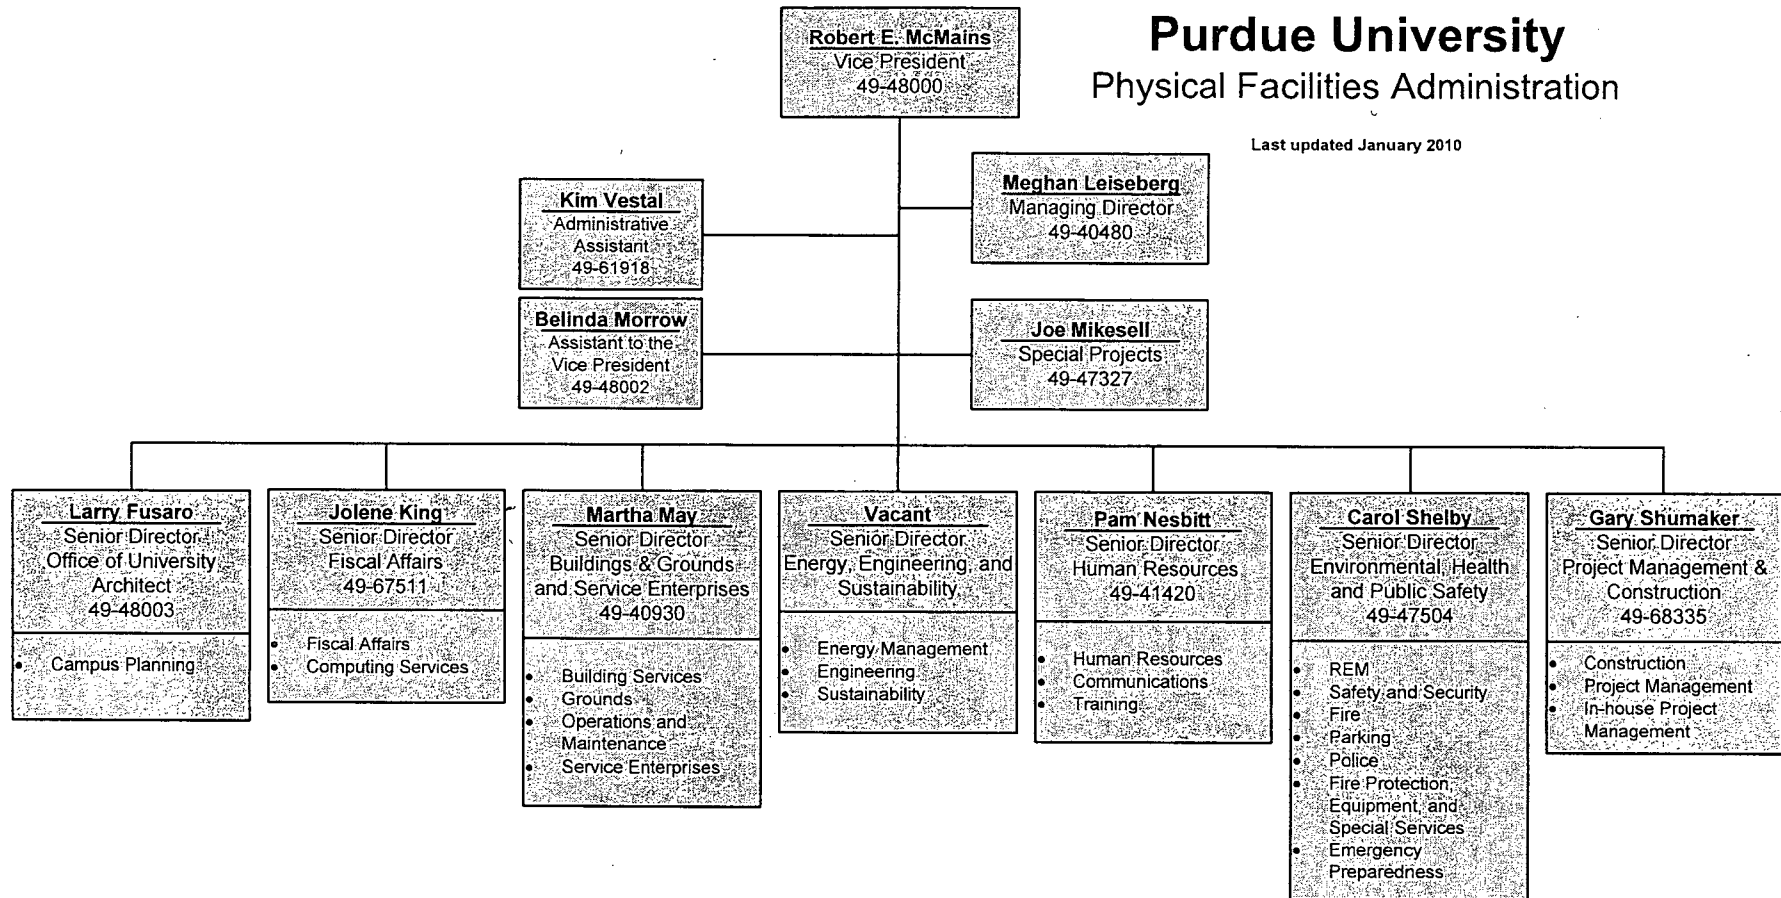 Purdue University
Physical Facilities Administration
Last updated January 2010
Robert E. McMains
Vice President
49-48000
Kim Vestal
Administrative
Assistant
49-61918
Meghan Leiseberg
Managing Director
49-40480
Belinda Morrow
Assistant to the
Vice President
49-48002
Joe Mikesell
Special Projects
49-47327
Larry Fusaro
Senior Director
Office of University
Architect
49-48003
• Campus Planning
Jolene King
Senior Director
Fiscal Affairs
49-67511
• Fiscal Affairs
• Computing Services
Martha May
Senior Director
Buildings & Grounds
and Service Enterprises
49-40930
• Building Services
• Grounds
• Operations and
Maintenance
• Service Enterprises
Vacant
Senior Director
Energy, Engineering, and
Sustainability
• Energy Management
• Engineering
• Sustainability
Pam Nesbitt
Senior Director
Human Resources
49-41420
• Human Resources
• Communications
• Training
Carol Shelby
Senior Director
Environmental, Health
and Public Safety
49-47504
• REM
• Safety and Security
• Fire
• Parking
• Police
• Fire Protection,
Equipment, and
Special Services
• Emergency
Preparedness
Gary Shumaker
Senior Director
Project Management &
Construction
49-68335
• Construction
• Project Management
• In-house Project
Management